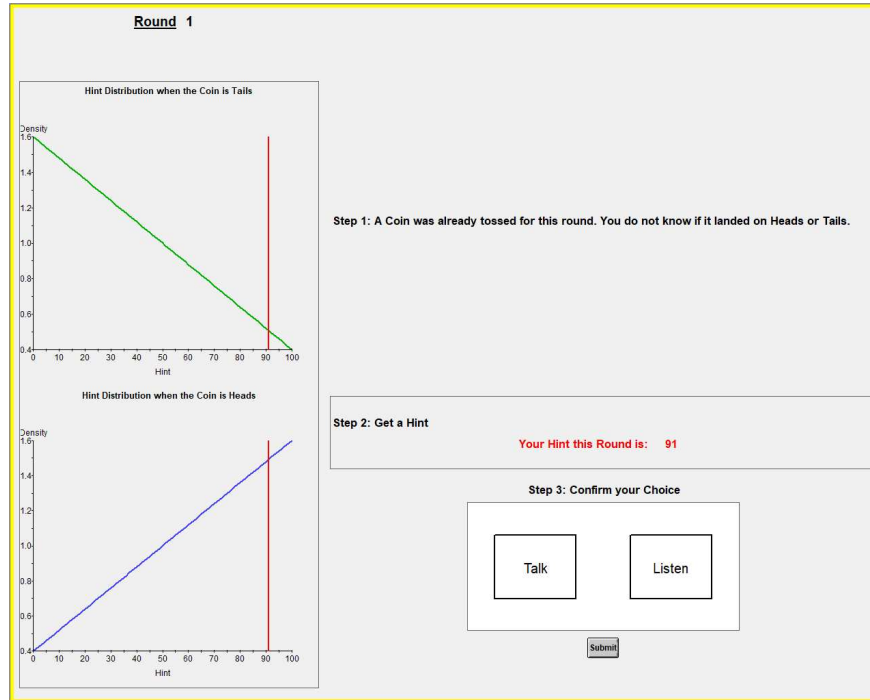 Round 1
Hint Distribution when the Coin is Tails
Density
1.6
1.4
1.2
1.0
0.8
0.6
0.4
0 10 20 30 40 50 60 70 80 90 100
Hint
Step 1: A Coin was already tossed for this round. You do not know if it landed on Heads or Tails.
Hint Distribution when the Coin is Heads
Density
1.6
1.4
1.2
1.0
0.8
0.6
0.4
0 10 20 30 40 50 60 70 80 90 100
Hint
Step 2: Get a Hint
Your Hint this Round is: 91
Step 3: Confirm your Choice
Talk Listen
Submit